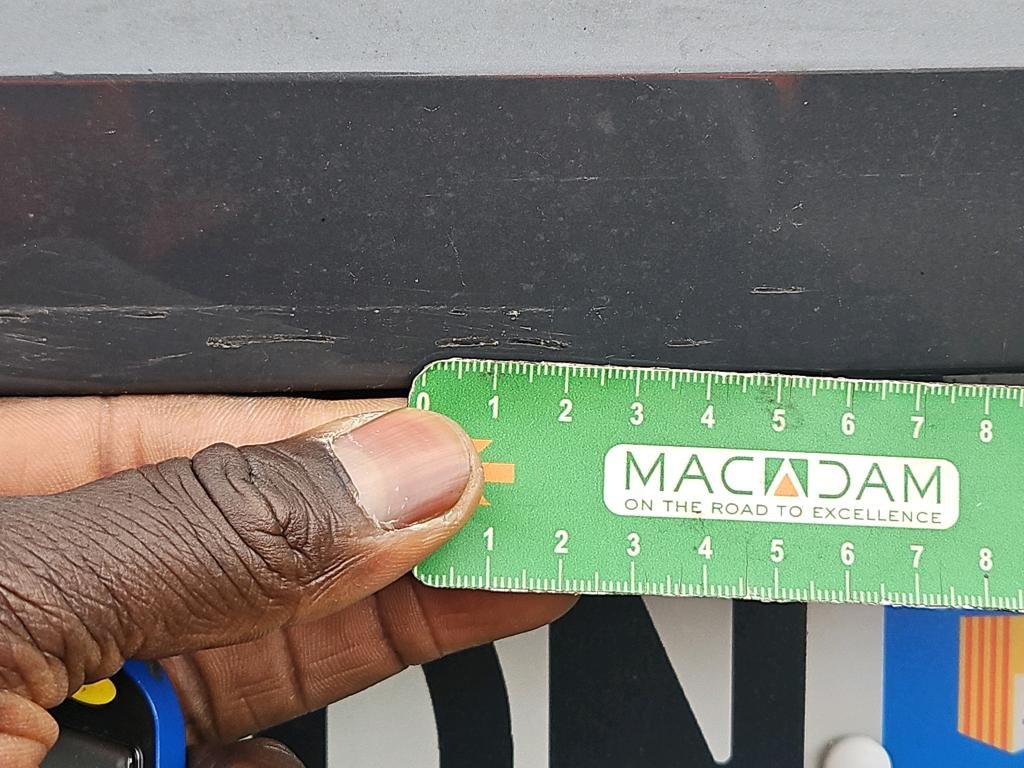 0 1 2 3 4 5 6 7 8
MACADAM
ON THE ROAD TO EXCELLENCE
1 2 3 4 5 6 7 8
N